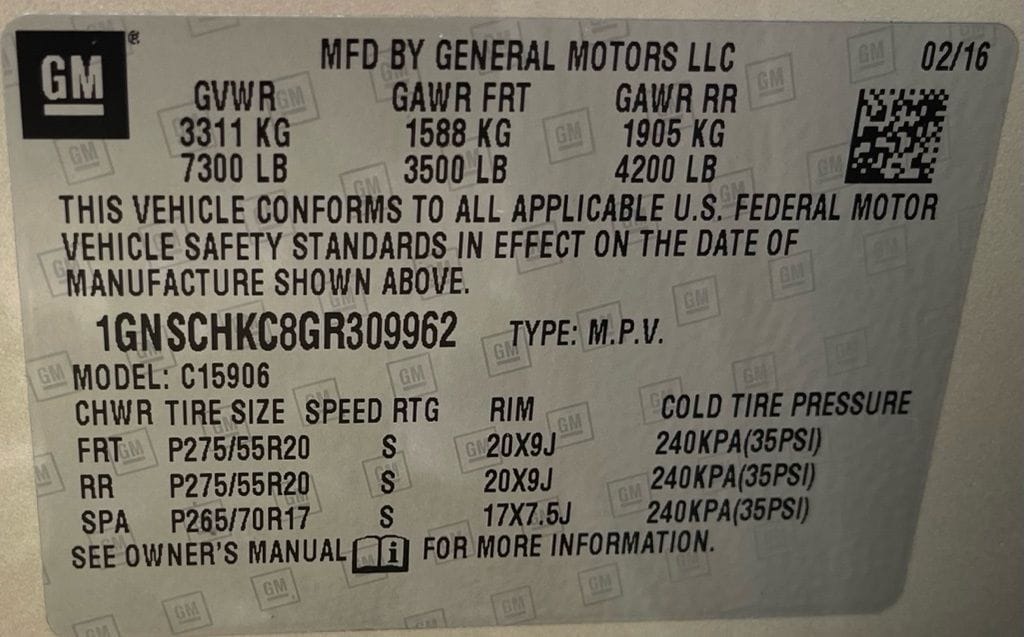 GM ®
MFD BY GENERAL MOTORS LLC 02/16
GVWR GAWR FRT GAWR RR
3311 KG 1588 KG 1905 KG
7300 LB 3500 LB 4200 LB
THIS VEHICLE CONFORMS TO ALL APPLICABLE U.S. FEDERAL MOTOR
VEHICLE SAFETY STANDARDS IN EFFECT ON THE DATE OF
MANUFACTURE SHOWN ABOVE.
1GNSCHKC8GR309962 TYPE: M.P.V.
MODEL: C15906
CHWR TIRE SIZE SPEED RTG RIM COLD TIRE PRESSURE
FRT P275/55R20 S 20X9J 240KPA(35PSI)
RR P275/55R20 S 20X9J 240KPA(35PSI)
SPA P265/70R17 S 17X7.5J 240KPA(35PSI)
SEE OWNER'S MANUAL i FOR MORE INFORMATION.